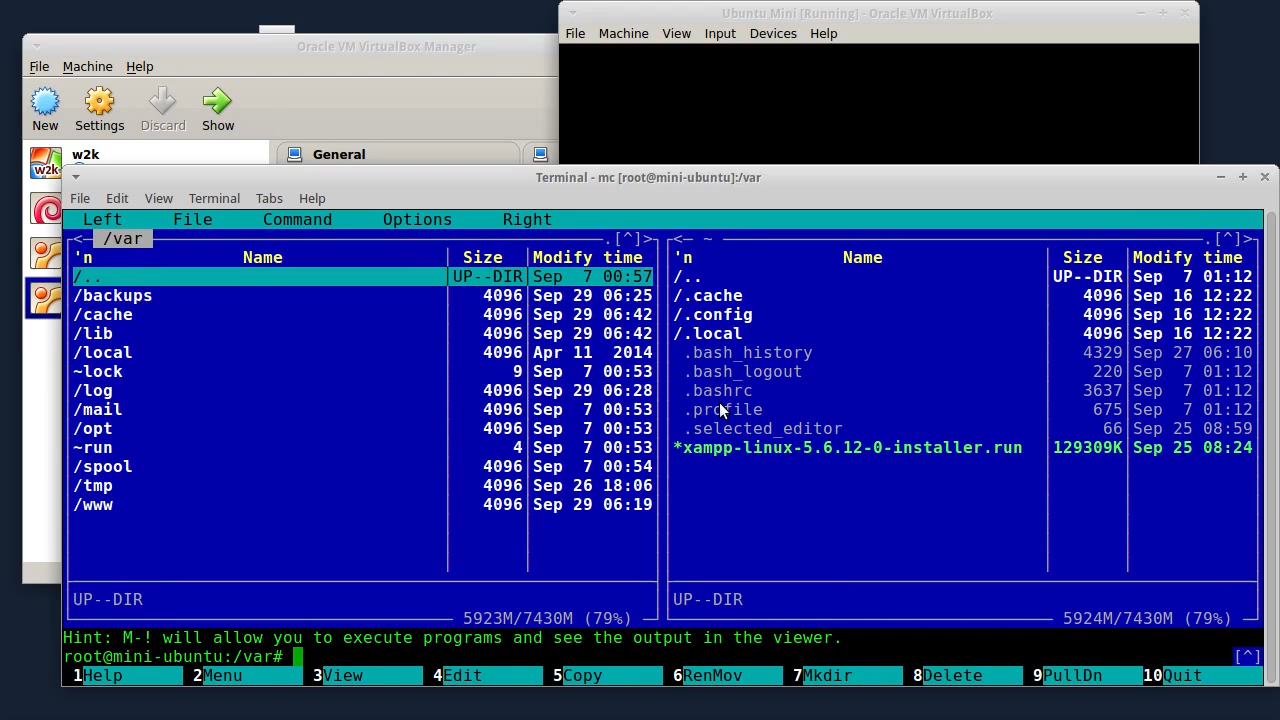 Ubuntu Mini [Running] - Oracle VM VirtualBox
File Machine View Input Devices Help
Oracle VM VirtualBox Manager
File Machine Help
New Settings Discard Show
w2k
w2k
General
Terminal - mc [root@mini-ubuntu]:/var
File Edit View Terminal Tabs Help
Left File Command Options Right
<─ /var .[^]> <─ ~ .[^]>
'n Name Size Modify time 'n Name Size Modify time
/.. UP--DIR Sep 7 00:57 /.. UP--DIR Sep 7 01:12
/backups 4096 Sep 29 06:25 /.cache 4096 Sep 16 12:22
/cache 4096 Sep 29 06:42 /.config 4096 Sep 16 12:22
/lib 4096 Sep 29 06:42 /.local 4096 Sep 16 12:22
/local 4096 Apr 11 2014 .bash_history 4329 Sep 27 06:10
~lock 9 Sep 7 00:53 .bash_logout 220 Sep 7 01:12
/log 4096 Sep 29 06:28 .bashrc 3637 Sep 7 01:12
/mail 4096 Sep 7 00:53 .profile 675 Sep 7 01:12
/opt 4096 Sep 7 00:53 .selected_editor 66 Sep 25 08:59
~run 4 Sep 7 00:53 *xampp-linux-5.6.12-0-installer.run 129309K Sep 25 08:24
/spool 4096 Sep 7 00:54
/tmp 4096 Sep 26 18:06
/www 4096 Sep 29 06:19
UP--DIR UP--DIR
5923M/7430M (79%) 5924M/7430M (79%)
Hint: M-! will allow you to execute programs and see the output in the viewer.
root@mini-ubuntu:/var# [^]
1Help 2Menu 3View 4Edit 5Copy 6RenMov 7Mkdir 8Delete 9PullDn 10Quit